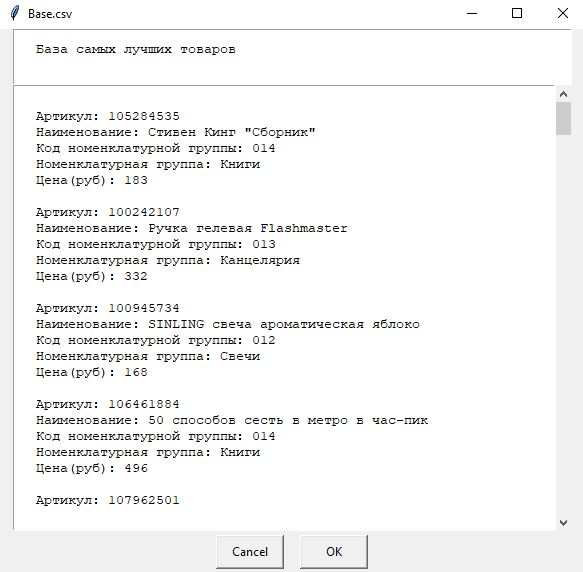 Base.csv
База самых лучших товаров
Артикул: 105284535
Наименование: Стивен Кинг "Сборник"
Код номенклатурной группы: 014
Номенклатурная группа: Книги
Цена(руб): 183
Артикул: 100242107
Наименование: Ручка гелевая Flashmaster
Код номенклатурной группы: 013
Номенклатурная группа: Канцелярия
Цена(руб): 332
Артикул: 100945734
Наименование: SINLING свеча ароматическая яблоко
Код номенклатурной группы: 012
Номенклатурная группа: Свечи
Цена(руб): 168
Артикул: 106461884
Наименование: 50 способов сесть в метро в час-пик
Код номенклатурной группы: 014
Номенклатурная группа: Книги
Цена(руб): 496
Артикул: 107962501
Cancel OK